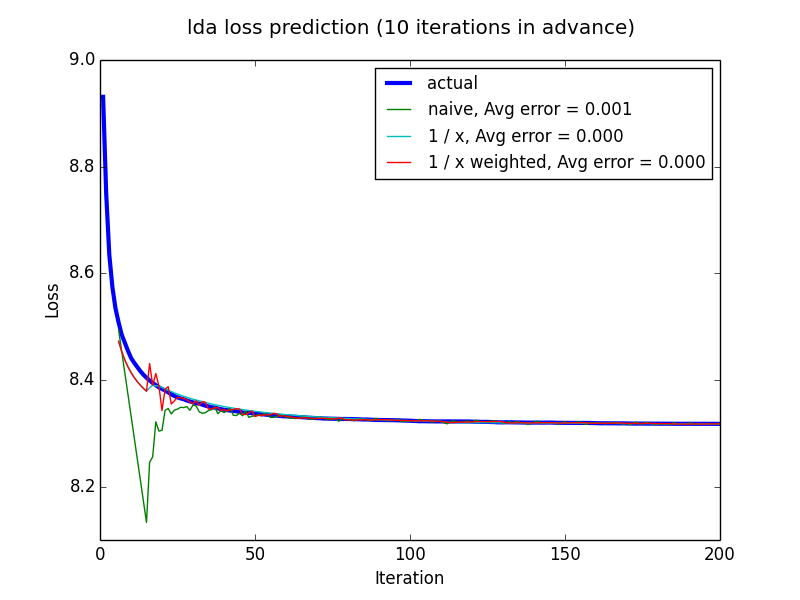 lda loss prediction (10 iterations in advance)
9.0
8.8
8.6
8.4
8.2
Loss
actual
naive, Avg error = 0.001
1 / x, Avg error = 0.000
1 / x weighted, Avg error = 0.000
0 50 100 150 200
Iteration